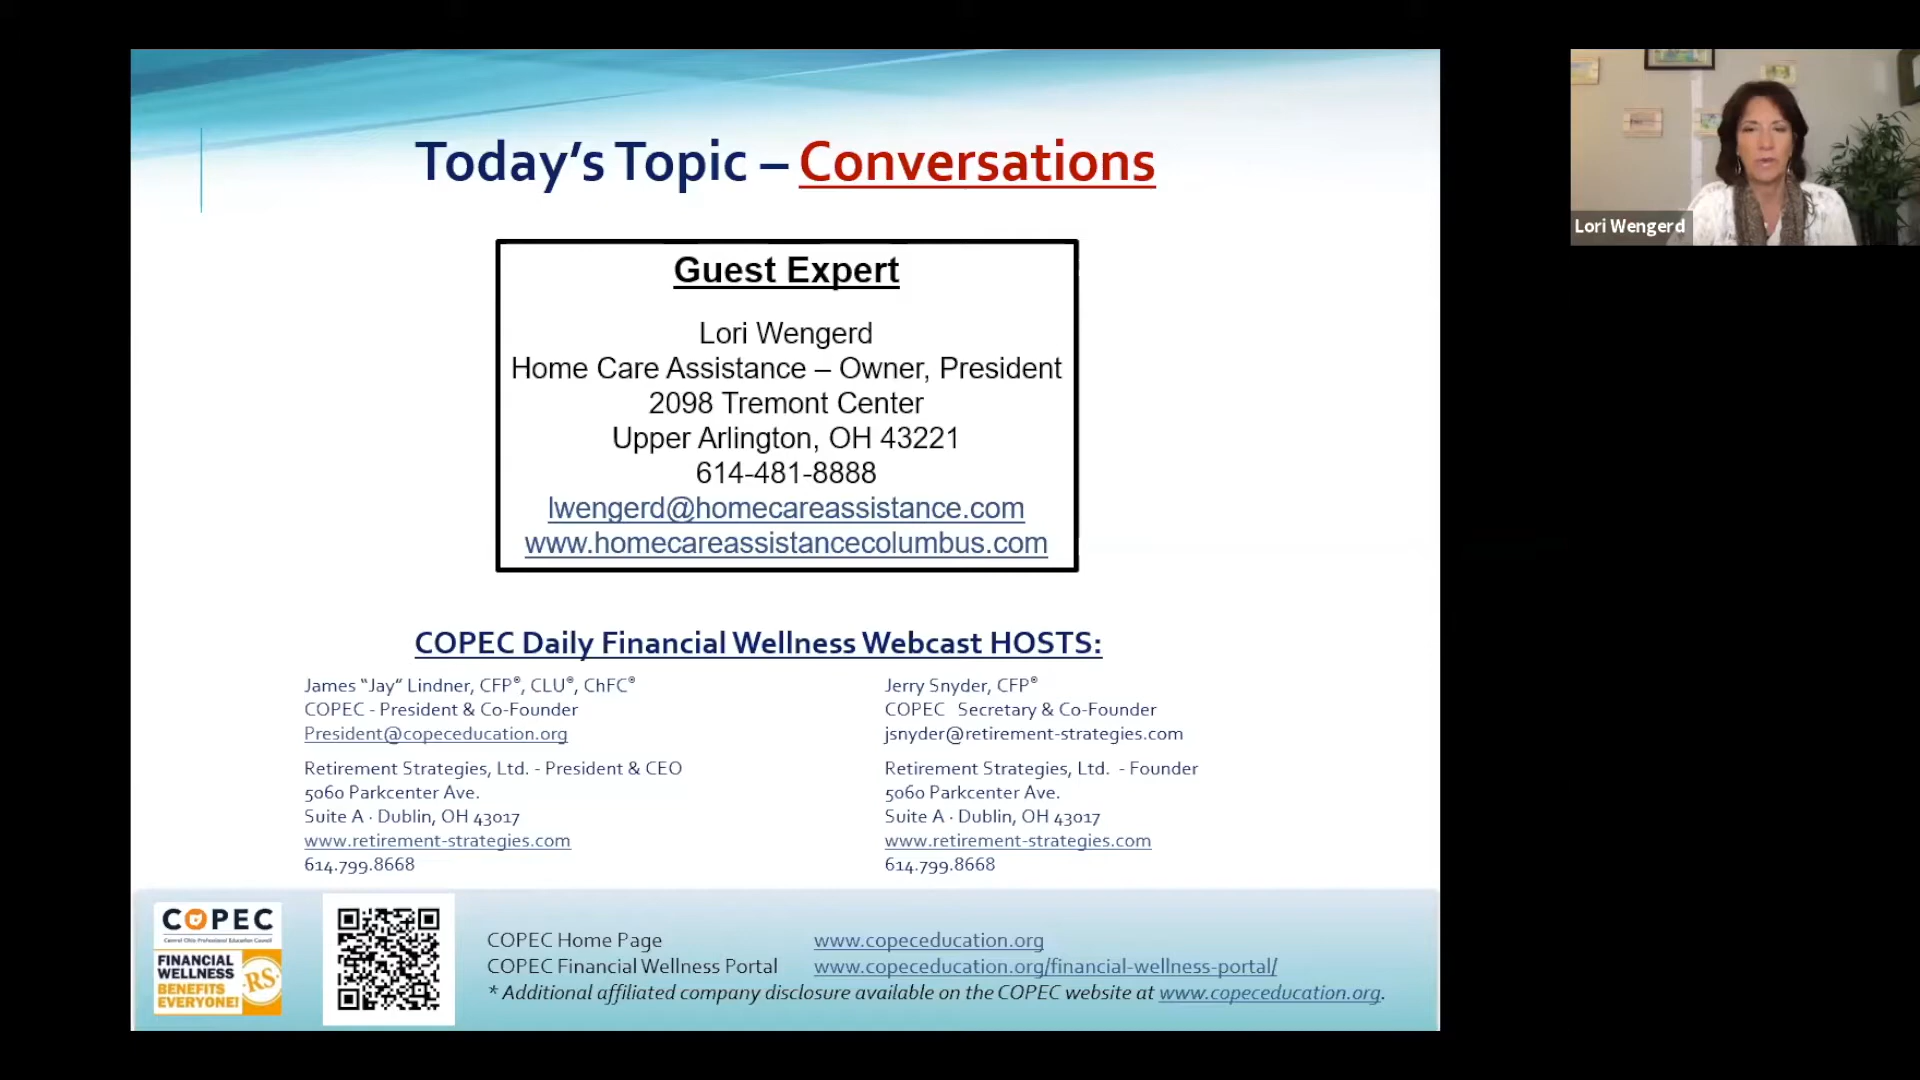 Today's Topic – Conversations
Guest Expert
Lori Wengerd
Home Care Assistance – Owner, President
2098 Tremont Center
Upper Arlington, OH 43221
614-481-8888
lwengerd@homecareassistance.com
www.homecareassistancecolumbus.com
COPEC Daily Financial Wellness Webcast HOSTS:
James “Jay” Lindner, CFP®, CLU®, ChFC®
COPEC - President & Co-Founder
President@copeceducation.org
Retirement Strategies, Ltd. - President & CEO
5060 Parkcenter Ave.
Suite A · Dublin, OH 43017
www.retirement-strategies.com
614.799.8668
Jerry Snyder, CFP®
COPEC Secretary & Co-Founder
jsnyder@retirement-strategies.com
Retirement Strategies, Ltd. - Founder
5060 Parkcenter Ave.
Suite A · Dublin, OH 43017
www.retirement-strategies.com
614.799.8668
COPEC
Central Ohio Professional Education Council
FINANCIAL
WELLNESS
BENEFITS
EVERYONE!
RS
COPEC Home Page www.copeceducation.org
COPEC Financial Wellness Portal www.copeceducation.org/financial-wellness-portal/
* Additional affiliated company disclosure available on the COPEC website at www.copeceducation.org.
Lori Wengerd